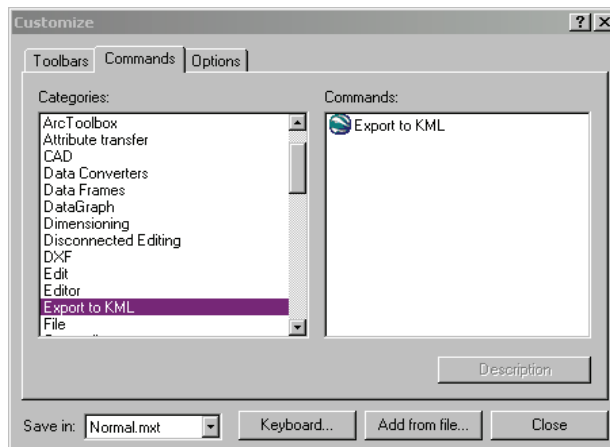 Customize
Toolbars Commands Options
Categories: Commands:
ArcToolbox
Attribute transfer
CAD
Data Converters
Data Frames
DataGraph
Dimensioning
Disconnected Editing
DXF
Edit
Editor
Export to KML
File
Export to KML
Description
Save in: Normal.mxt Keyboard... Add from file... Close